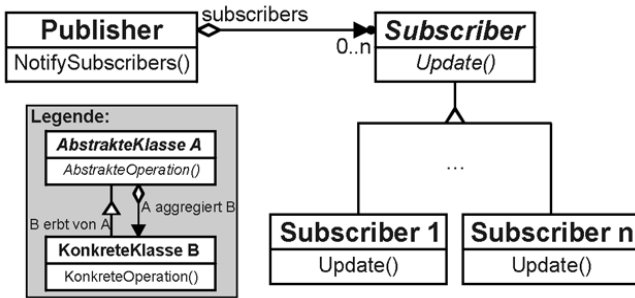 Publisher
NotifySubscribers()
subscribers
0..n
Subscriber
Update()
...
Subscriber 1
Update()
Subscriber n
Update()
Legende:
AbstrakteKlasse A
AbstrakteOperation()
B erbt von A
A aggregiert B
KonkreteKlasse B
KonkreteOperation()